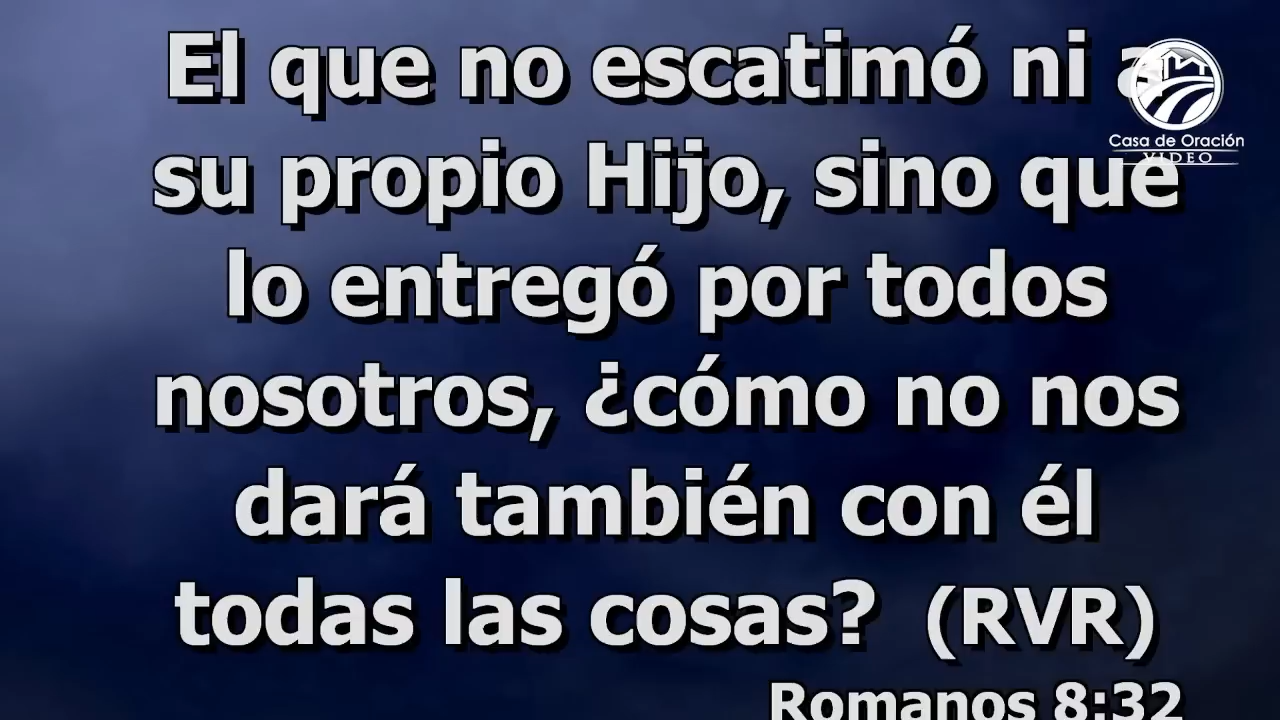 El que no escatimó ni a
su propio Hijo, sino que
lo entregó por todos
nosotros, ¿cómo no nos
dará también con él
todas las cosas? (RVR)
Romanos 8:32
Casa de Oración
VIDEO